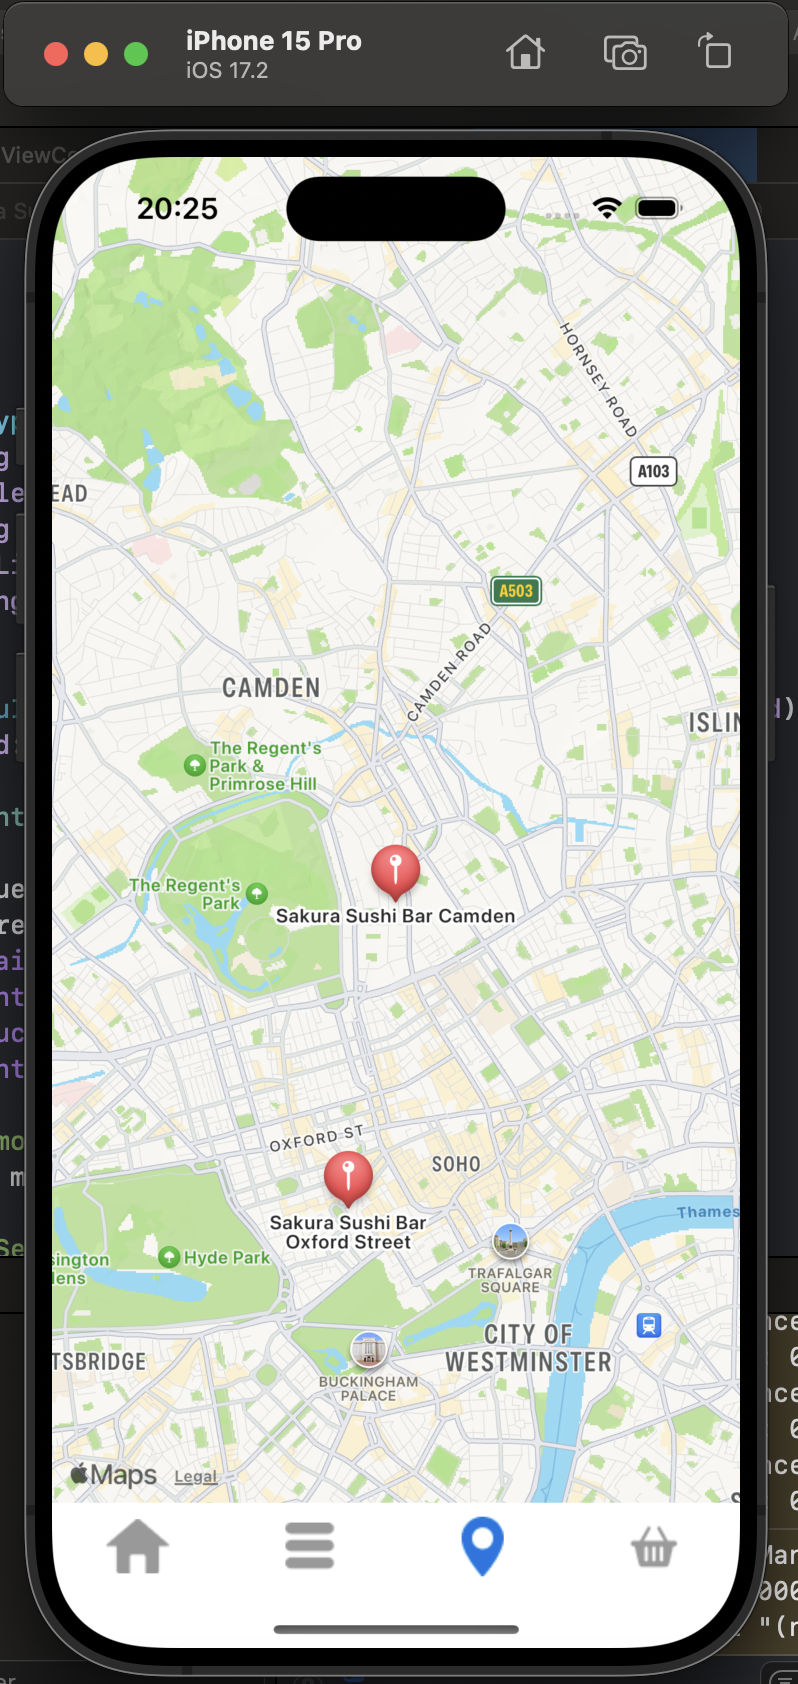 iPhone 15 Pro
iOS 17.2
ViewCo
20:25
HORNSEY ROAD
A103
EAD
A503
CAMDEN ROAD
CAMDEN
ISLIN
The Regent's
Park &
Primrose Hill
The Regent's
Park
Sakura Sushi Bar Camden
OXFORD ST
SOHO
Sakura Sushi Bar
Oxford Street
Thames
Hyde Park
sington
lens
TRAFALGAR
SQUARE
CITY OF
WESTMINSTER
TSBRIDGE
BUCKINGHAM
PALACE
Maps
Legal